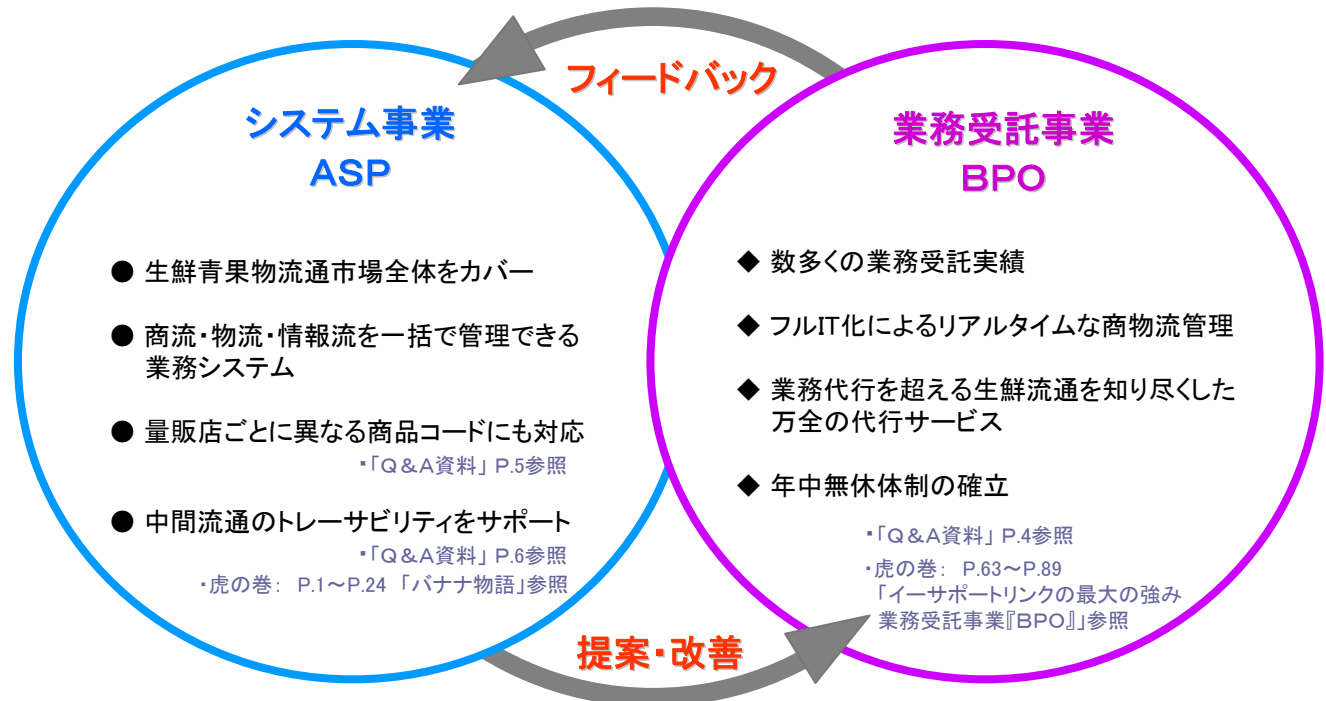 フィードバック
システム事業
ASP
● 生鮮青果物流通市場全体をカバー
● 商流・物流・情報流を一括で管理できる
業務システム
● 量販店ごとに異なる商品コードにも対応
・「Q&A資料」 P.5参照
● 中間流通のトレーサビリティをサポート
・「Q&A資料」 P.6参照
・虎の巻: P.1～P.24 「バナナ物語」参照
業務受託事業
BPO
◆ 数多くの業務受託実績
◆ フルIT化によるリアルタイムな商物流管理
◆ 業務代行を超える生鮮流通を知り尽くした
万全の代行サービス
◆ 年中無休体制の確立
・「Q&A資料」 P.4参照
・虎の巻: P.63～P.89
「イーサポートリンクの最大の強み
業務受託事業『BPO』」参照
提案・改善